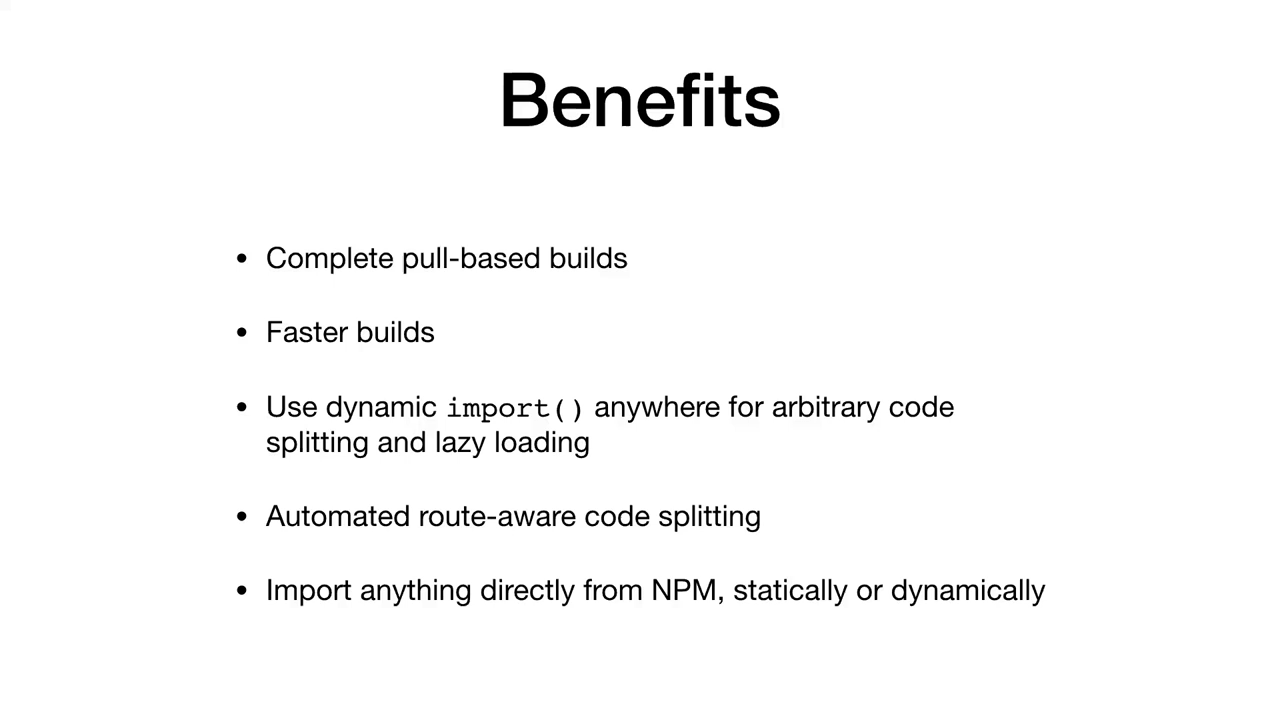 Benefits
• Complete pull-based builds
• Faster builds
• Use dynamic import() anywhere for arbitrary code
splitting and lazy loading
• Automated route-aware code splitting
• Import anything directly from NPM, statically or dynamically